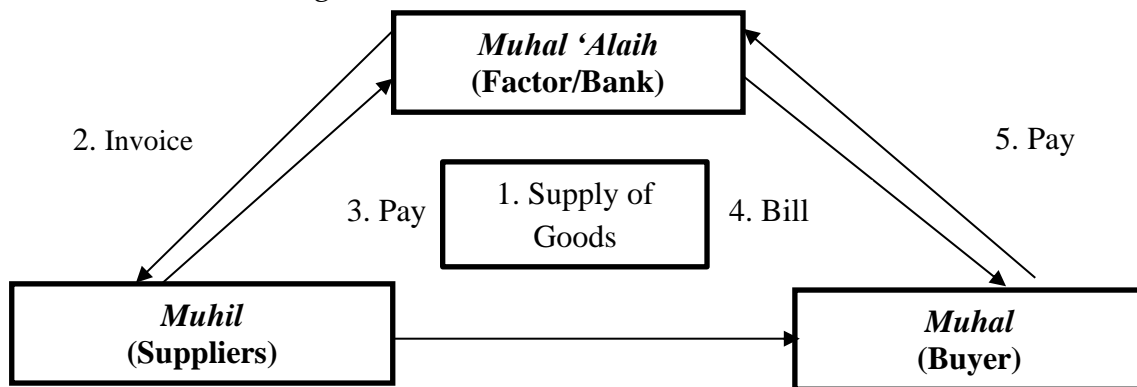 Muhal ‘Alaih
(Factor/Bank)
2. Invoice
5. Pay
3. Pay
1. Supply of
Goods
4. Bill
Muhil
(Suppliers)
Muhal
(Buyer)